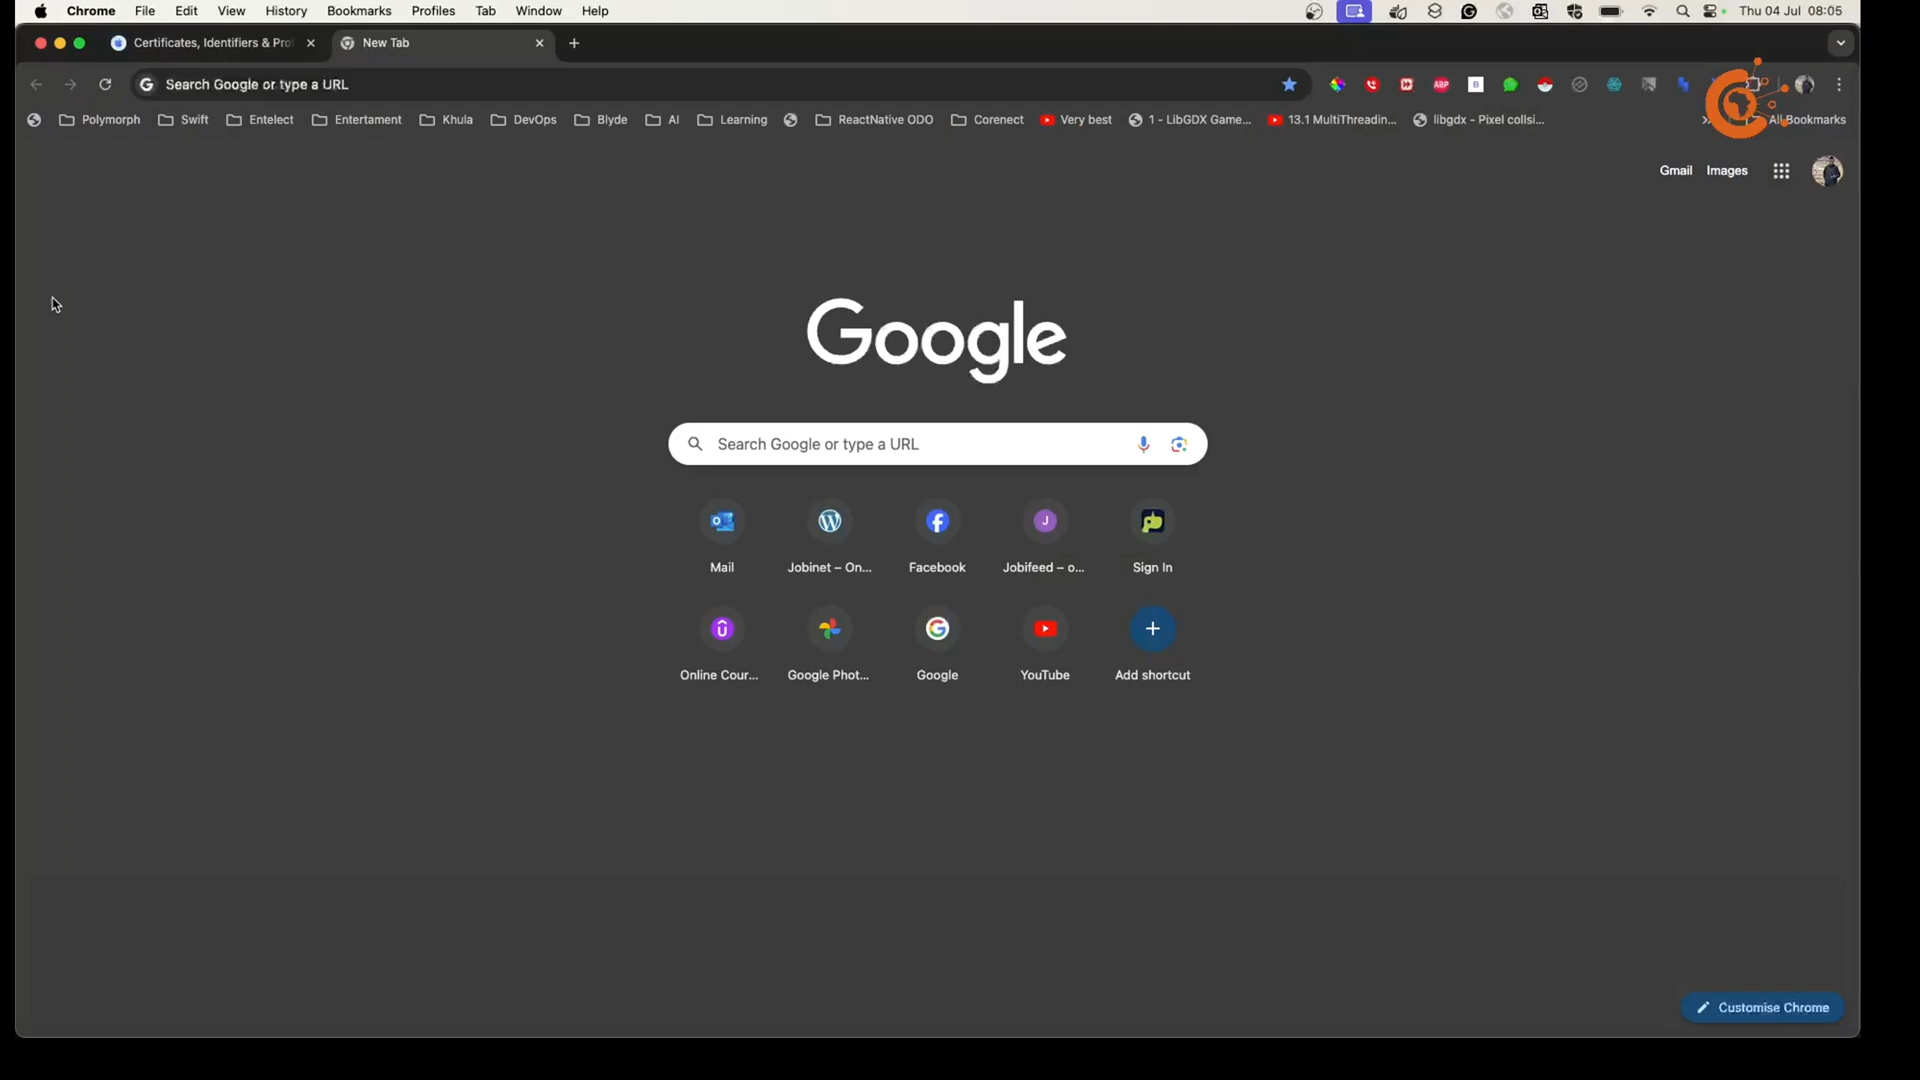 Chrome File Edit View History Bookmarks Profiles Tab Window Help Thu 04 Jul 08:05
Certificates, Identifiers & Prof New Tab
Search Google or type a URL
Polymorph Swift Entelect Entertament Khula DevOps Blyde AI Learning ReactNative ODO Corenect Very best 1 - LibGDX Game... 13.1 MultiThreadin... libgdx - Pixel collsi... All Bookmarks
Gmail Images
Google
Search Google or type a URL
Mail Jobinet – On... Facebook Jobifeed – o... Sign In
Online Cour... Google Phot... Google YouTube Add shortcut
Customise Chrome